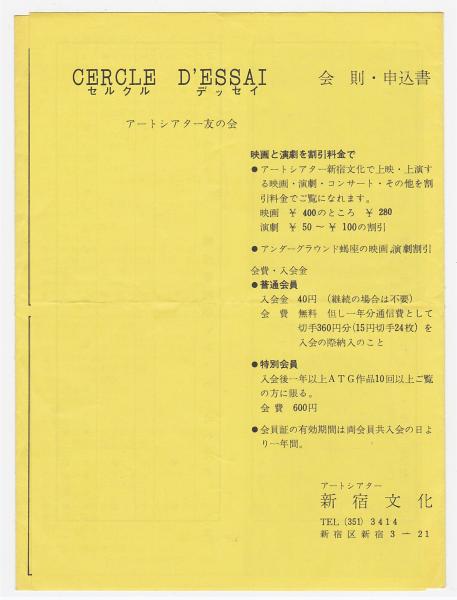 CERCLE D'ESSAI 会 則・申込書
セルクル デッセイ
アートシアター友の会
映画と演劇を割引料金で
●アートシアター新宿文化で上映・上演す
る映画・演劇・コンサート・その他を割
引料金でご覧になれます。
映画 ￥ 400のところ ￥ 280
演劇 ￥ 50 〜 ￥ 100の割引
●アンダーグラウンド蝎座の映画、演劇割引
会費・入会金
●普通会員
入会金 40円 (継続の場合は不要)
会 費 無料 但し一年分通信費として
切手360円分(15円切手24枚) を
入会の際納入のこと
●特別会員
入会後一年以上ＡＴＧ作品10回以上ご覧
の方に限る。
会 費 600円
●会員証の有効期間は両会員共入会の日よ
り一年間。
アートシアター
新 宿 文 化
TEL (351) 3 4 1 4
新 宿 区 新 宿 3 − 21